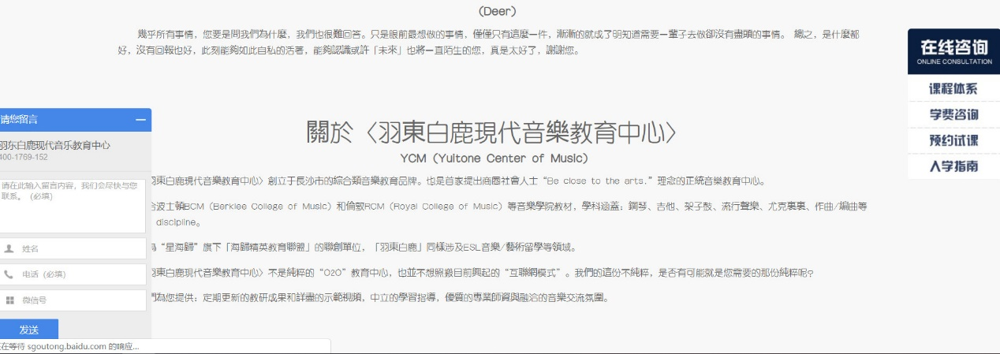 (Deer)
幾乎所有事情，您要是問我們為什麼，我們也很難回答。只是眼前最想做的事情，僅僅只有這麼一件，漸漸的就成了明知道需要一輩子去做卻沒有盡頭的事情。 總之，是什麼都
好，沒有回報也好，此刻能夠如此自私的活著，能夠認識或許「未來」也將一直陌生的您，真是太好了，謝謝您。
在线咨询
ONLINE CONSULTATION
课程体系
学费咨询
预约试课
入学指南
请您留言
羽东白鹿现代音乐教育中心
400-1769-152
请在此输入留言内容，我们会尽快与您
联系。（必填）
姓名
电话（必填）
微信号
发送
在等待 sgoutong.baidu.com 的响应...
關於〈羽東白鹿現代音樂教育中心〉
YCM (Yultone Center of Music)
羽東白鹿現代音樂教育中心〉創立于長沙市的綜合類音樂教育品牌。也是首家提出商圈社會人士“Be close to the arts.”理念的正統音樂教育中心。
合波士頓BCM (Berklee College of Music) 和倫敦RCM (Royal College of Music) 等音樂學院教材，學科涵蓋：鋼琴、吉他、架子鼓、流行聲樂、尤克裏裏、作曲/編曲等
discipline。
為“星海歸”旗下「海歸精英教育聯盟」的聯創單位，「羽東白鹿」同樣涉及ESL音樂/藝術留學等領域。
羽東白鹿現代音樂教育中心〉不是純粹的“O2O”教育中心，也並不想照搬目前興起的“互聯網模式”。我們的這份不純粹，是否有可能就是您需要的那份純粹呢？
們為您提供：定期更新的教研成果和詳盡的示範視頻，中立的學習指導，優質的專業師資與融洽的音樂交流氛圍。